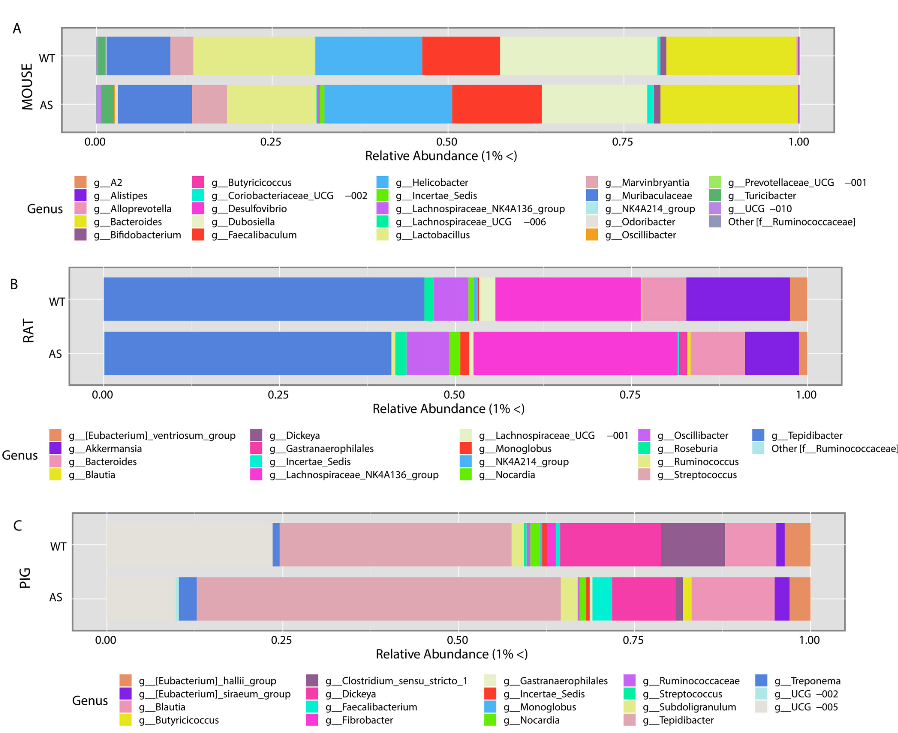 A
MOUSE
WT
AS
0.00 0.25 0.50 0.75 1.00
Relative Abundance (1% <)
Genus
g__A2 g__Butyricicoccus g__Helicobacter g__Marvinbryantia g__Prevotellaceae_UCG −001
g__Alistipes g__Coriobacteriaceae_UCG −002 g__Incertae_Sedis g__Muribaculaceae g__Turicibacter
g__Alloprevotella g__Desulfovibrio g__Lachnospiraceae_NK4A136_group g__NK4A214_group g__UCG −010
g__Bacteroides g__Dubosiella g__Lachnospiraceae_UCG −006 g__Odoribacter Other [f__Ruminococcaceae]
g__Bifidobacterium g__Faecalibaculum g__Lactobacillus g__Oscillibacter
B
RAT
WT
AS
0.00 0.25 0.50 0.75 1.00
Relative Abundance (1% <)
Genus
g__[Eubacterium]_ventriosum_group g__Dickeya g__Lachnospiraceae_UCG −001 g__Oscillibacter g__Tepidibacter
g__Akkermansia g__Gastranaerophilales g__Monoglobus g__Roseburia Other [f__Ruminococcaceae]
g__Bacteroides g__Incertae_Sedis g__NK4A214_group g__Ruminococcus
g__Blautia g__Lachnospiraceae_NK4A136_group g__Nocardia g__Streptococcus
C
PIG
WT
AS
0.00 0.25 0.50 0.75 1.00
Relative Abundance (1% <)
Genus
g__[Eubacterium]_hallii_group g__Clostridium_sensu_stricto_1 g__Gastranaerophilales g__Ruminococcaceae g__Treponema
g__[Eubacterium]_siraeum_group g__Dickeya g__Incertae_Sedis g__Streptococcus g__UCG −002
g__Blautia g__Faecalibacterium g__Monoglobus g__Subdoligranulum g__UCG −005
g__Butyricicoccus g__Fibrobacter g__Nocardia g__Tepidibacter